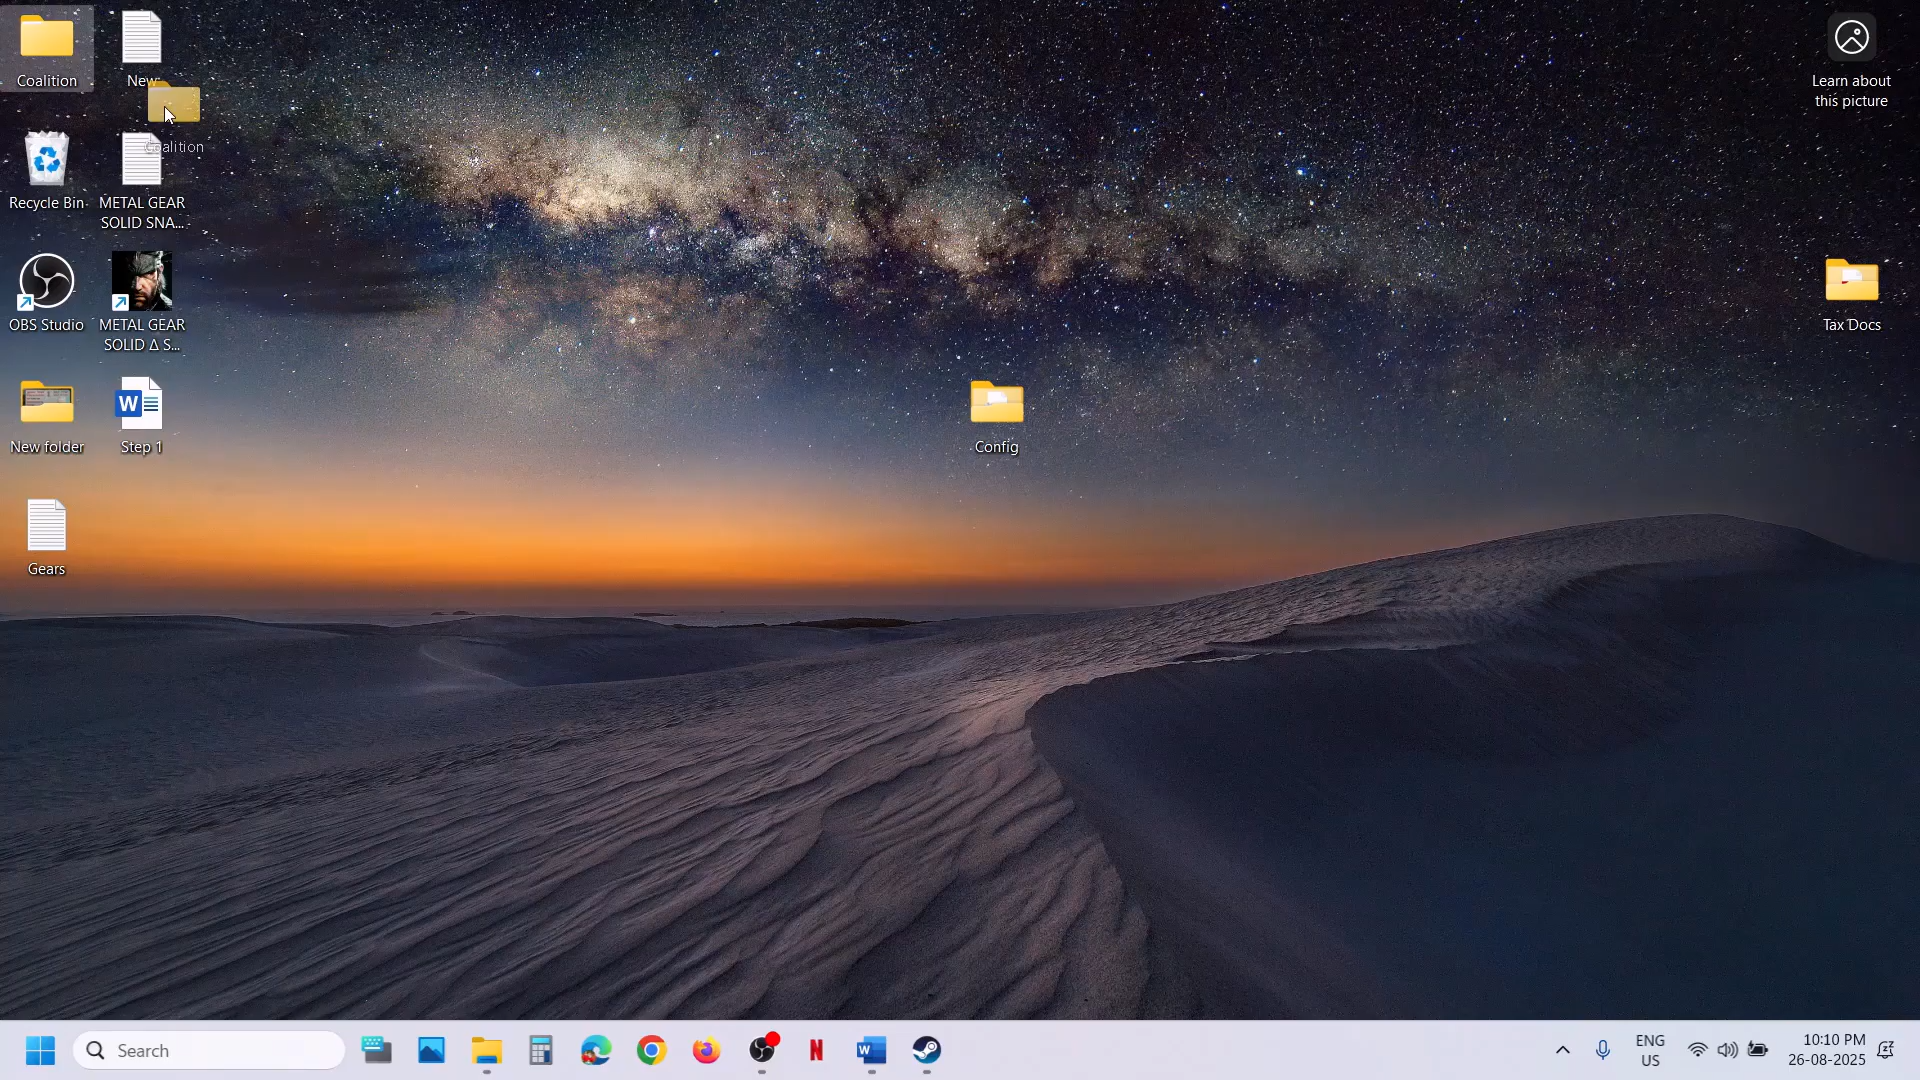 Coalition
New
Coalition
Recycle Bin
METAL GEAR
SOLID SNA...
OBS Studio
METAL GEAR
SOLID Δ S...
New folder
Step 1
Gears
Config
Learn about
this picture
Tax Docs
Search
ENG
US
10:10 PM
26-08-2025